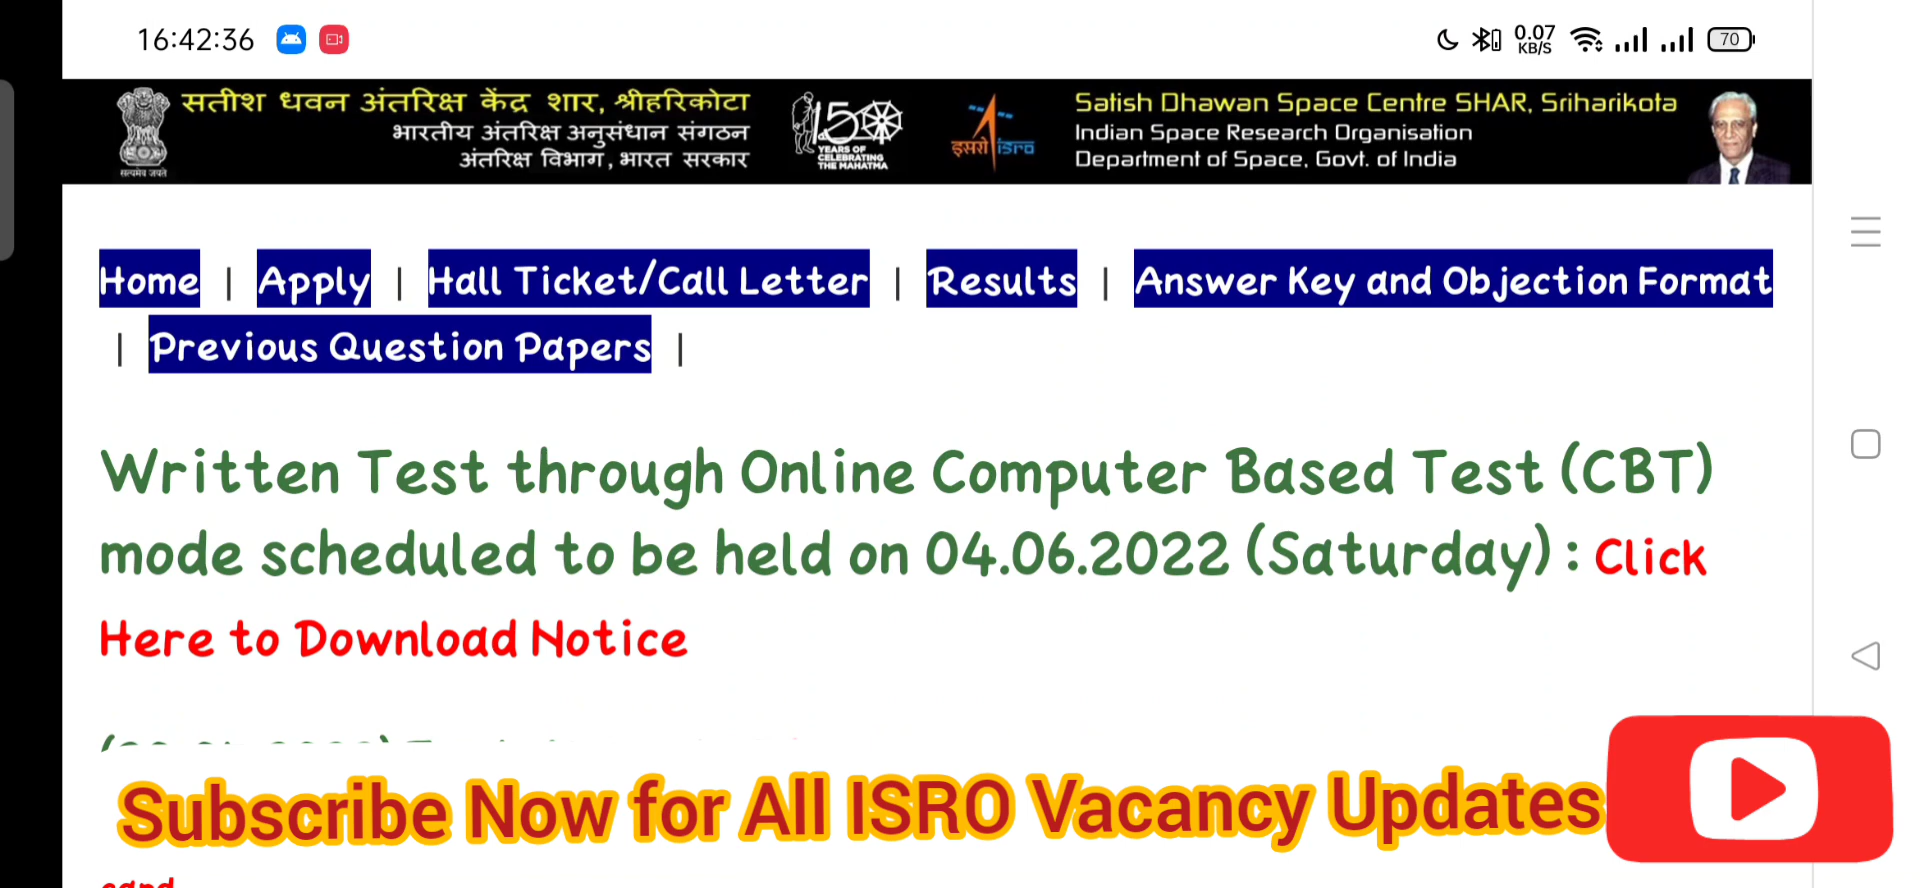 16:42:36
0.07
KB/S
70
सतीश धवन अंतरिक्ष केंद्र शार, श्रीहरिकोटा
भारतीय अंतरिक्ष अनुसंधान संगठन
अंतरिक्ष विभाग, भारत सरकार
सत्यमेव जयते
150
YEARS OF
CELEBRATING
THE MAHATMA
इसरो isro
Satish Dhawan Space Centre SHAR, Sriharikota
Indian Space Research Organisation
Department of Space, Govt. of India
Home | Apply | Hall Ticket/Call Letter | Results | Answer Key and Objection Format
| Previous Question Papers |
Written Test through Online Computer Based Test (CBT)
mode scheduled to be held on 04.06.2022 (Saturday) : Click
Here to Download Notice
Subscribe Now for All ISRO Vacancy Updates